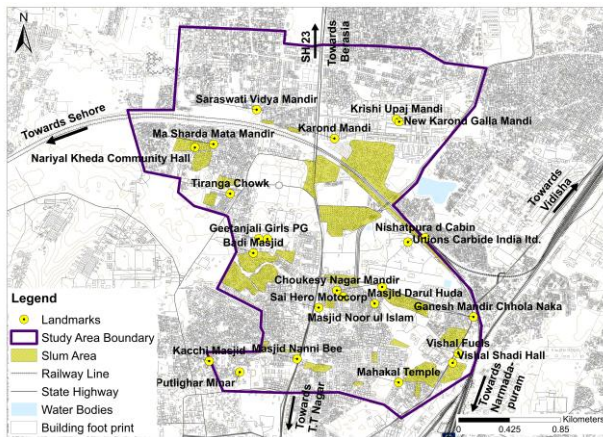 N
SH 23
Towards
Berasia
Saraswati Vidya Mandir
Krishi Upaj Mandi
New Karond Galla Mandi
Towards Sehore
Ma Sharda Mata Mandir
Karond Mandi
Nariyal Kheda Community Hall
Tiranga Chowk
Towards
Vidisha
Geetanjali Girls PG
Nishatpura d Cabin
Badi Masjid
Unions Carbide India ltd.
Choukesy Nagar Mandir
Sai Hero Motocorp
Masjid Darul Huda
Masjid Noor ul Islam
Ganesh Mandir Chhola Naka
Kacchi Masjid
Masjid Nanni Bee
Vishal Fuels
Vishal Shadi Hall
Putlighar Minar
Mahakal Temple
Towards
T.T Nagar
Towards
Narmada-
puram
Legend
Landmarks
Study Area Boundary
Slum Area
Railway Line
State Highway
Water Bodies
Building foot print
Kilometers
0 0.425 0.85